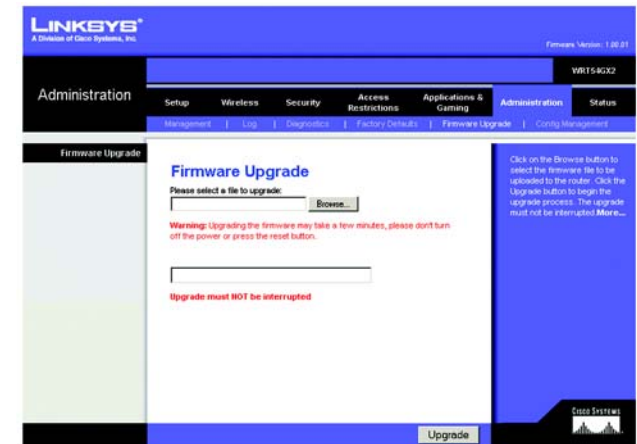 LINKSYS®
A Division of Cisco Systems, Inc.
Firmware Version: 1.00.01
WRT54GX2
Administration
Setup
Wireless
Security
Access Restrictions
Applications & Gaming
Administration
Status
Management | Log | Diagnostics | Factory Defaults | Firmware Upgrade | Config Management
Firmware Upgrade
Firmware Upgrade
Please select a file to upgrade:
Browse...
Warning: Upgrading the firmware may take a few minutes, please don't turn
off the power or press the reset button.
Upgrade must NOT be interrupted
Click on the Browse button to
select the firmware file to be
uploaded to the router. Click the
Upgrade button to begin the
upgrade process. The upgrade
must not be interrupted.More...
Upgrade
CISCO SYSTEMS